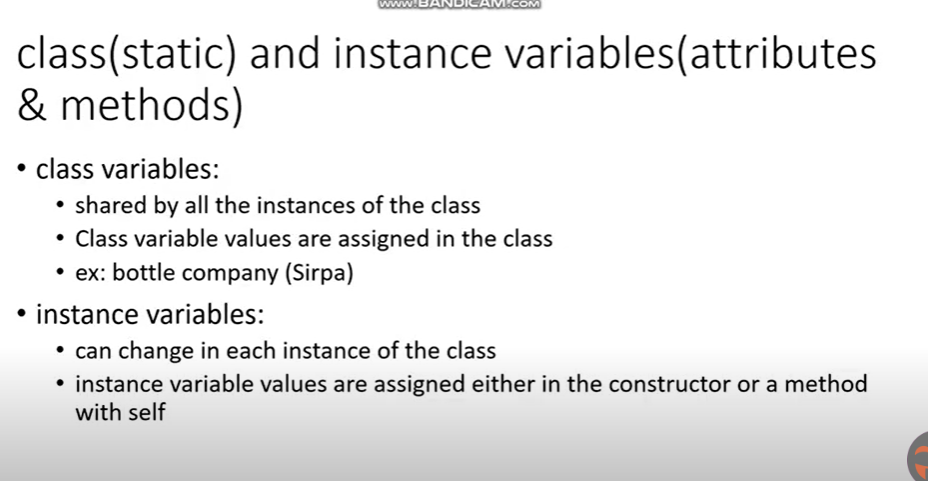 www.BANDICAM.COM
class(static) and instance variables(attributes
& methods)
• class variables:
• shared by all the instances of the class
• Class variable values are assigned in the class
• ex: bottle company (Sirpa)
• instance variables:
• can change in each instance of the class
• instance variable values are assigned either in the constructor or a method
with self